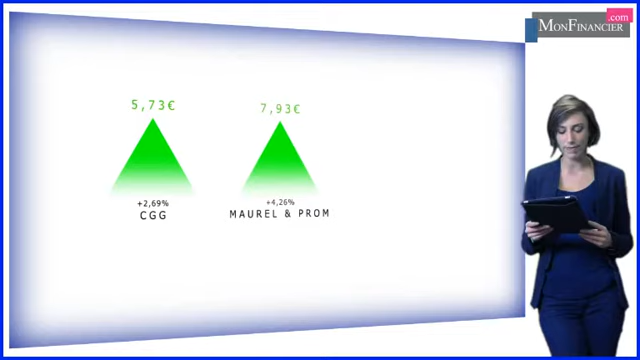 .com
MONFINANCIER
5,73€
7,93€
+2,69%
+4,26%
CGG
MAUREL & PROM